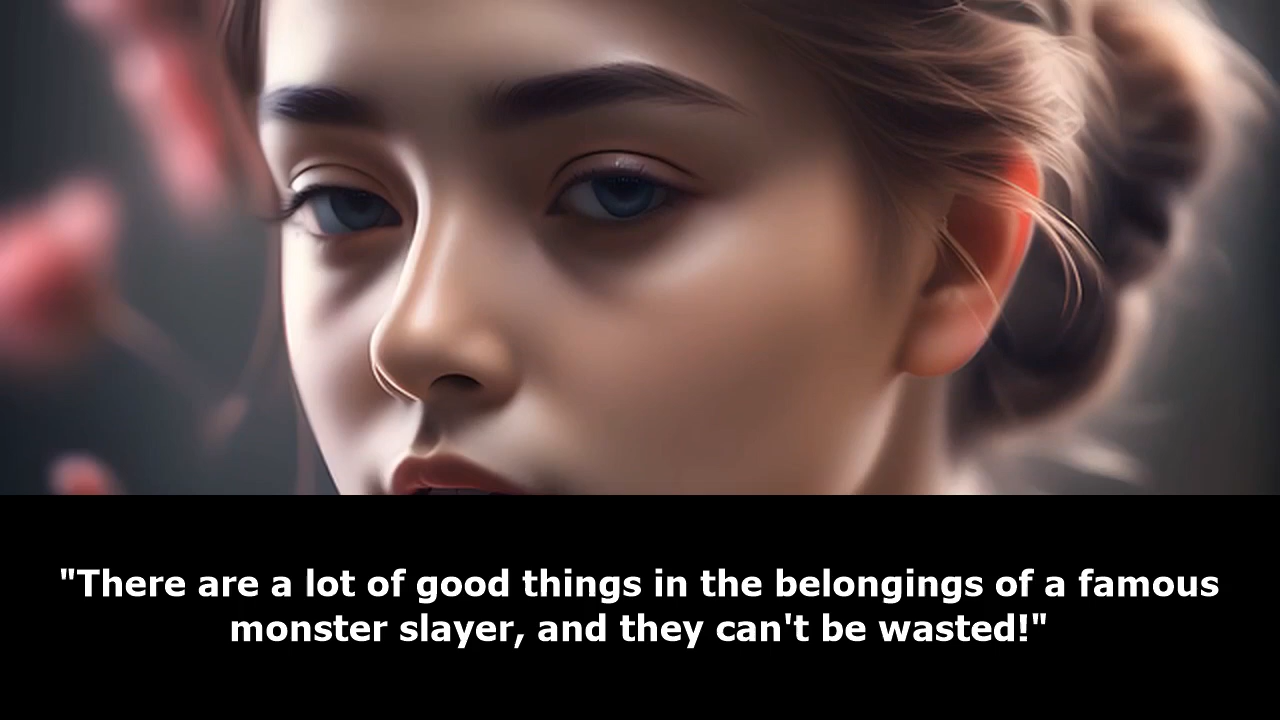 "There are a lot of good things in the belongings of a famous
monster slayer, and they can't be wasted!"